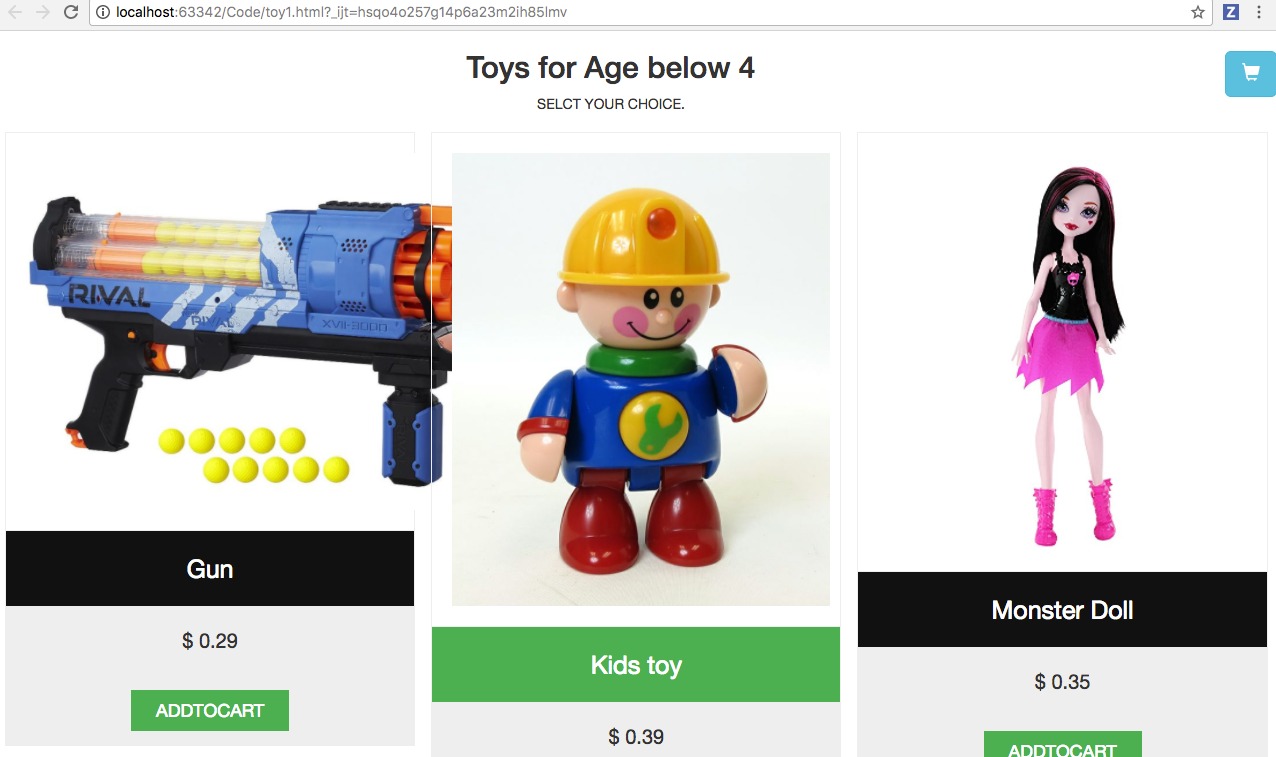 localhost:63342/Code/toy1.html?_ijt=hsqo4o257g14p6a23m2ih85lmv
Z
Toys for Age below 4
SELCT YOUR CHOICE.
RIVAL
RIVAL
XVII-3000
Gun
$ 0.29
ADDTOCART
Kids toy
$ 0.39
Monster Doll
$ 0.35
ADDTOCART